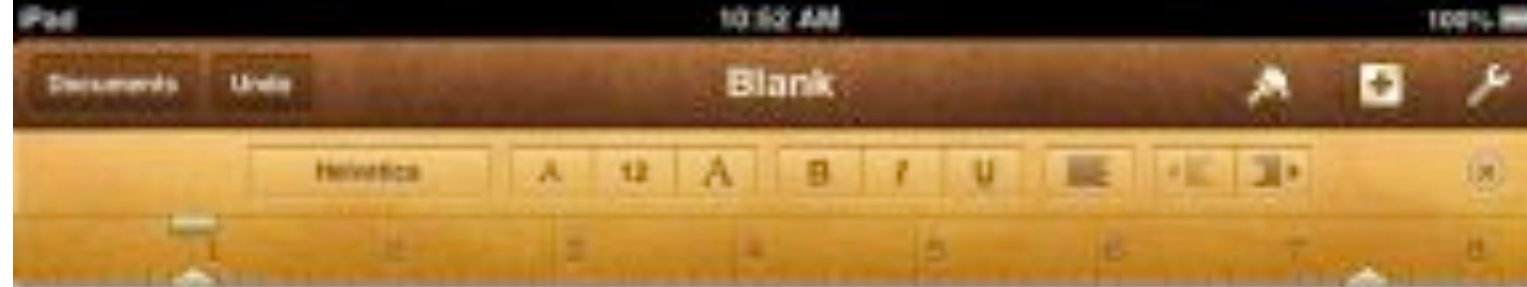 iPad 10:52 AM 100%
Documents Undo Blank
Helvetica A 12 A B I U
1 2 3 4 5 6 7 8